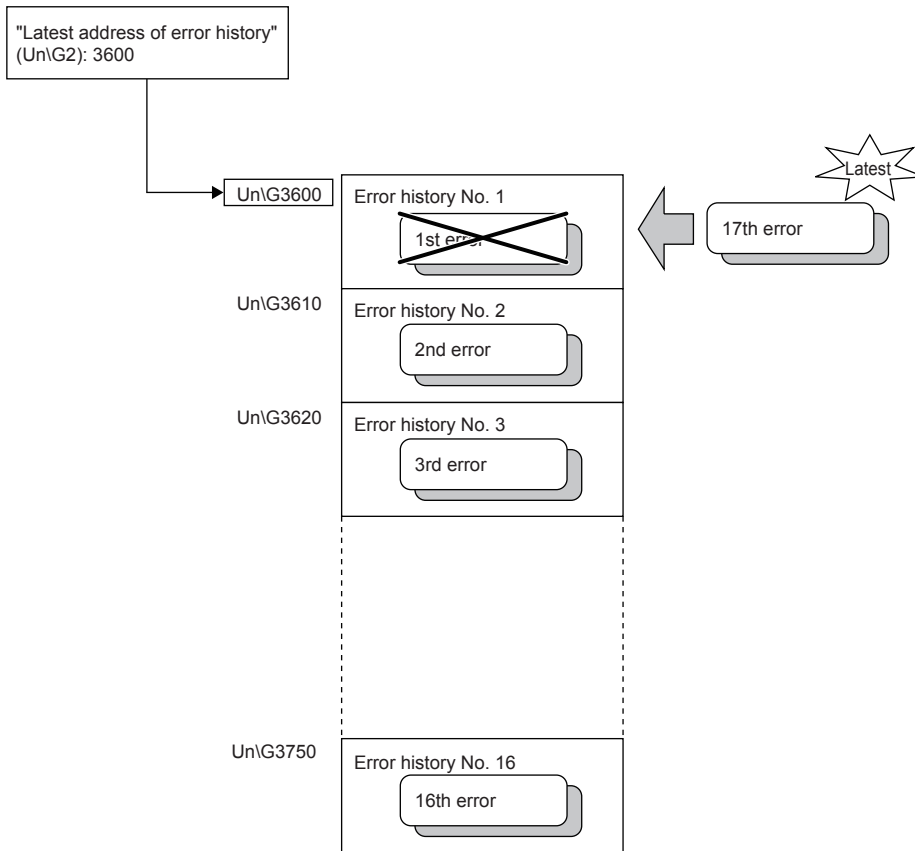 "Latest address of error history"
(Un\G2): 3600
Latest
Un\G3600
Error history No. 1
1st error
17th error
Un\G3610
Error history No. 2
2nd error
Un\G3620
Error history No. 3
3rd error
Un\G3750
Error history No. 16
16th error